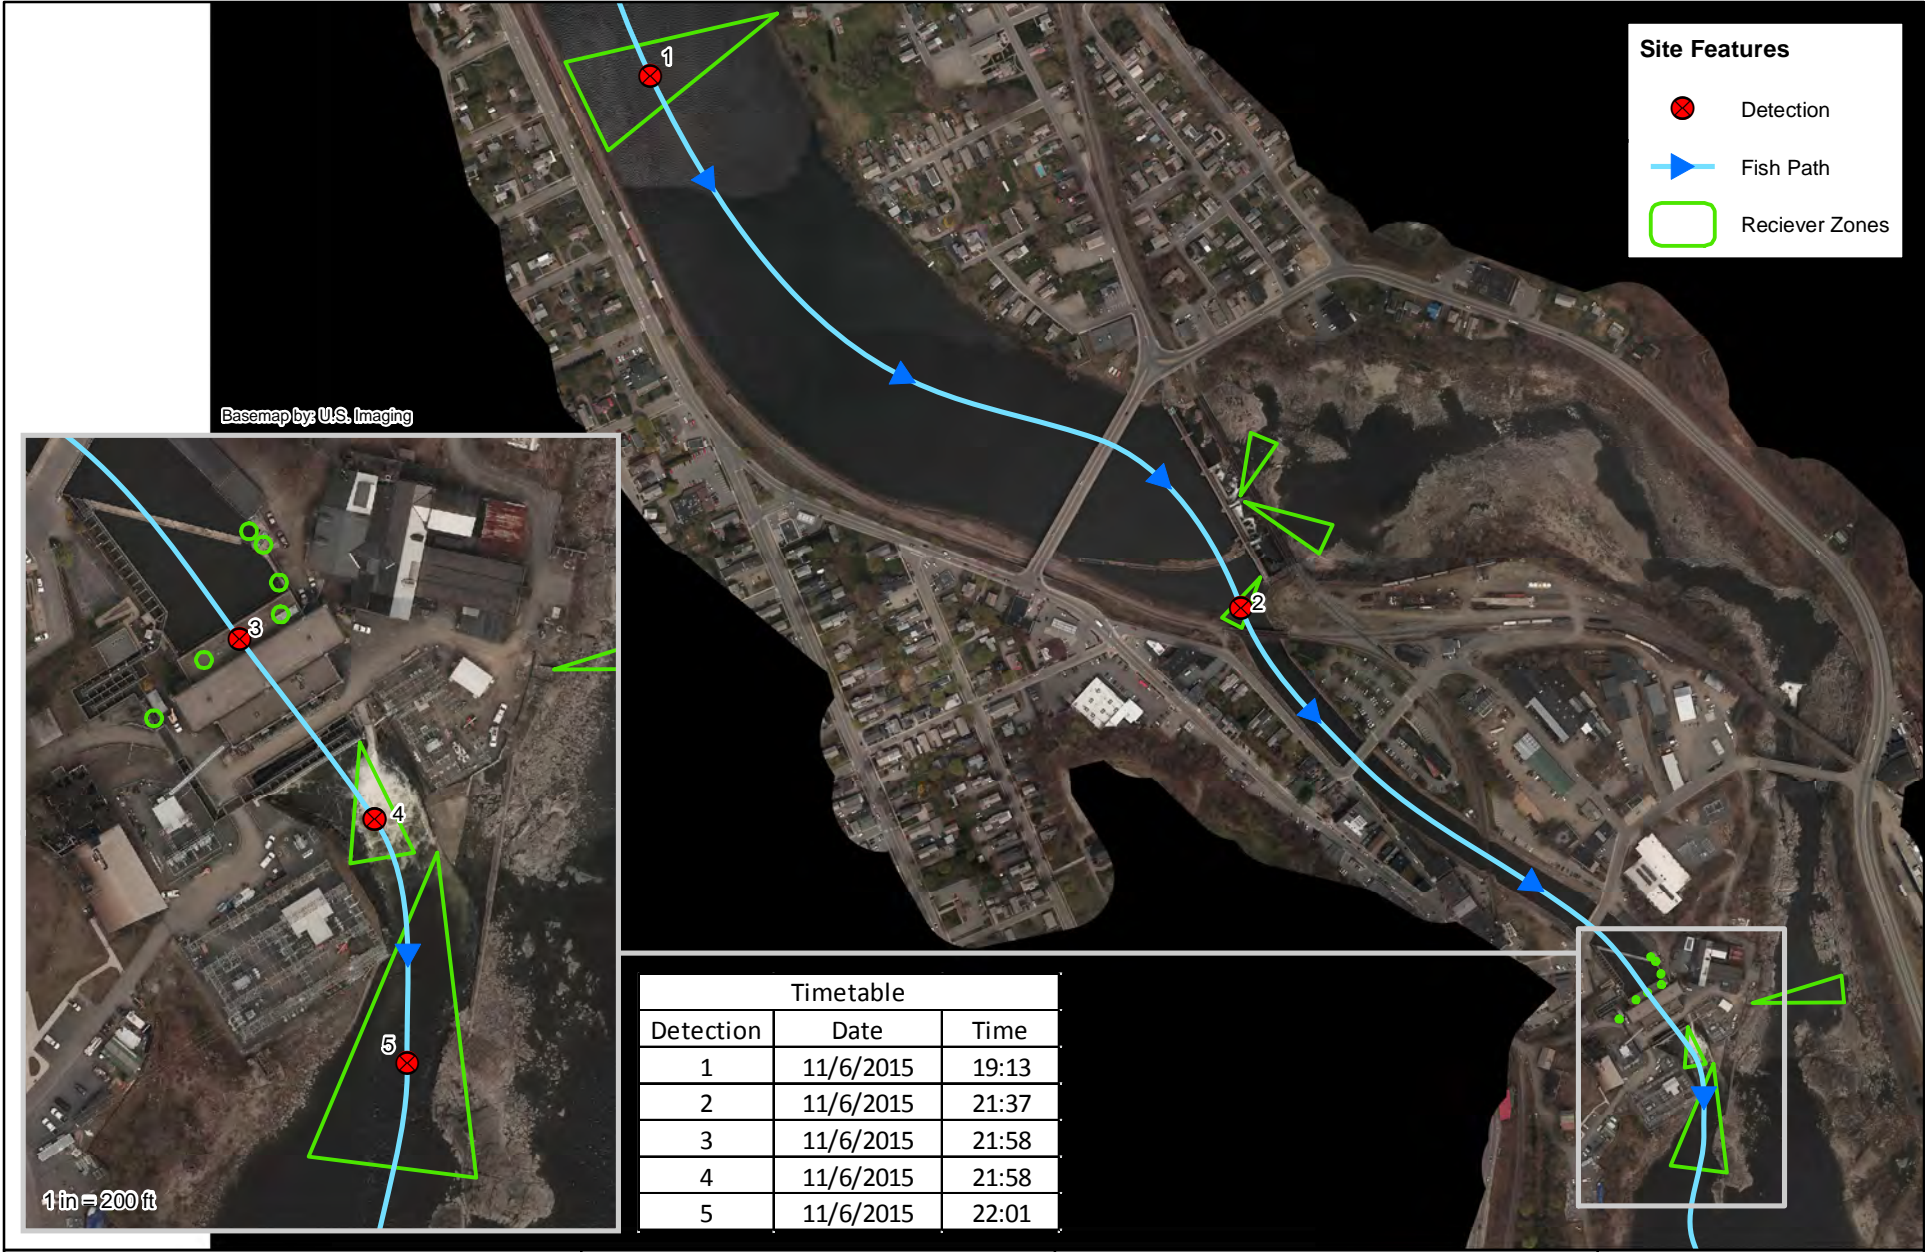 Site Features
Detection
Fish Path
Reciever Zones
1
2
Basemap by: U.S. Imaging
3
4
5
1 in = 200 ft
Timetable
Detection Date Time
1 11/6/2015 19:13
2 11/6/2015 21:37
3 11/6/2015 21:58
4 11/6/2015 21:58
5 11/6/2015 22:01